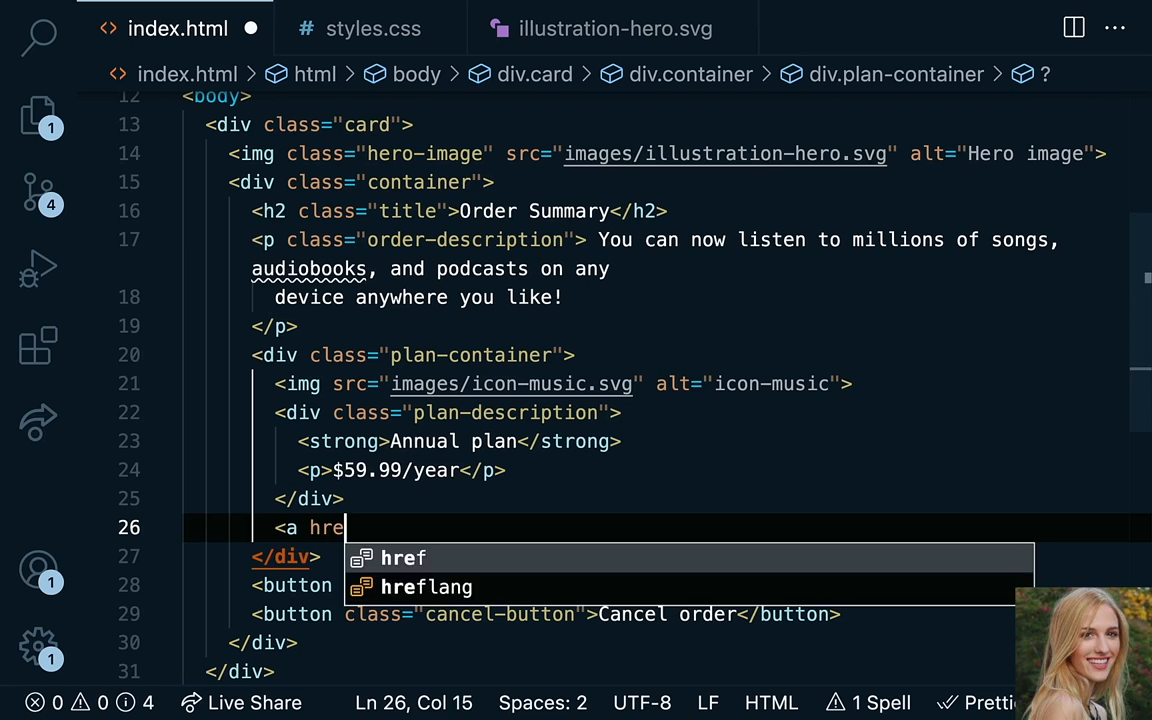 index.html
styles.css
illustration-hero.svg
index.html > html > body > div.card > div.container > div.plan-container > ?
12 <body>
13 <div class="card">
14 <img class="hero-image" src="images/illustration-hero.svg" alt="Hero image">
15 <div class="container">
16 <h2 class="title">Order Summary</h2>
17 <p class="order-description"> You can now listen to millions of songs,
audiobooks, and podcasts on any
18 device anywhere you like!
19 </p>
20 <div class="plan-container">
21 <img src="images/icon-music.svg" alt="icon-music">
22 <div class="plan-description">
23 <strong>Annual plan</strong>
24 <p>$59.99/year</p>
25 </div>
26 <a hre
27 </div>
href
28 <button
hreflang
29 <button class="cancel-button">Cancel order</button>
30 </div>
31 </div>
1
4
1
1
0 0 4 Live Share Ln 26, Col 15 Spaces: 2 UTF-8 LF HTML 1 Spell